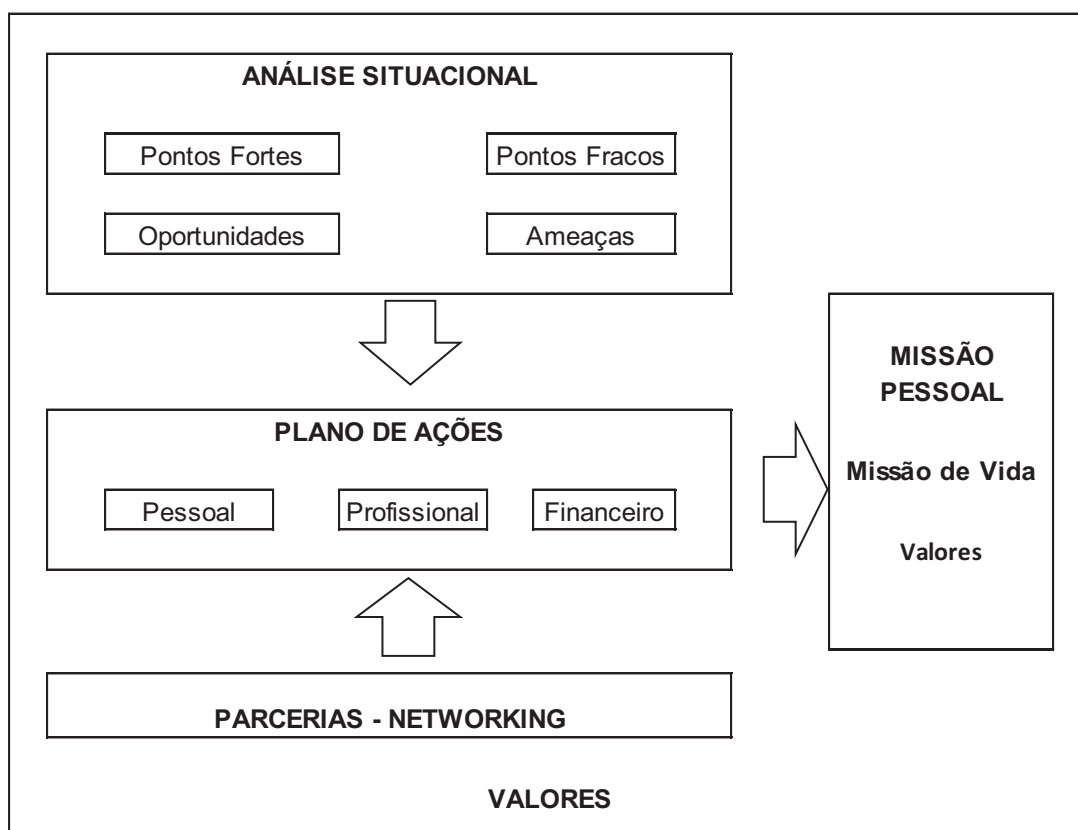 ANÁLISE SITUACIONAL
Pontos Fortes
Pontos Fracos
Oportunidades
Ameaças
PLANO DE AÇÕES
Pessoal
Profissional
Financeiro
MISSÃO
PESSOAL
Missão de Vida
Valores
PARCERIAS - NETWORKING
VALORES